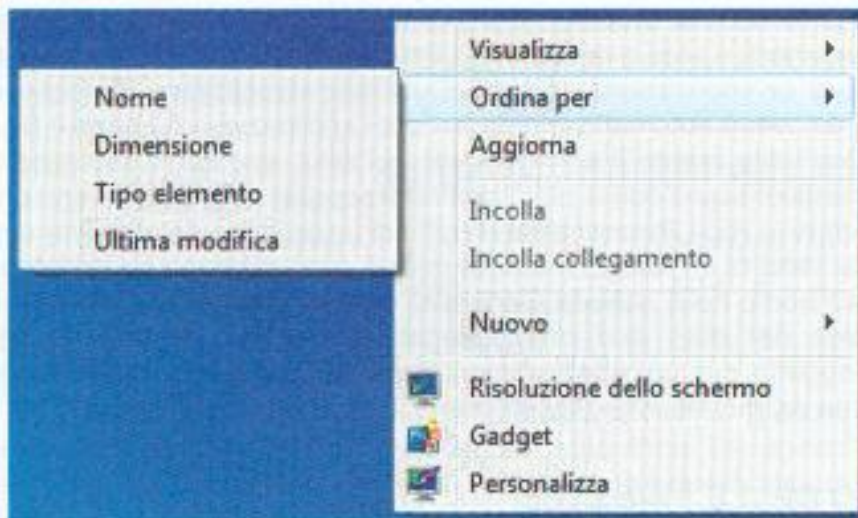 Visualizza
Ordina per
Aggiorna
Incolla
Incolla collegamento
Nuovo
Risoluzione dello schermo
Gadget
Personalizza
Nome
Dimensione
Tipo elemento
Ultima modifica